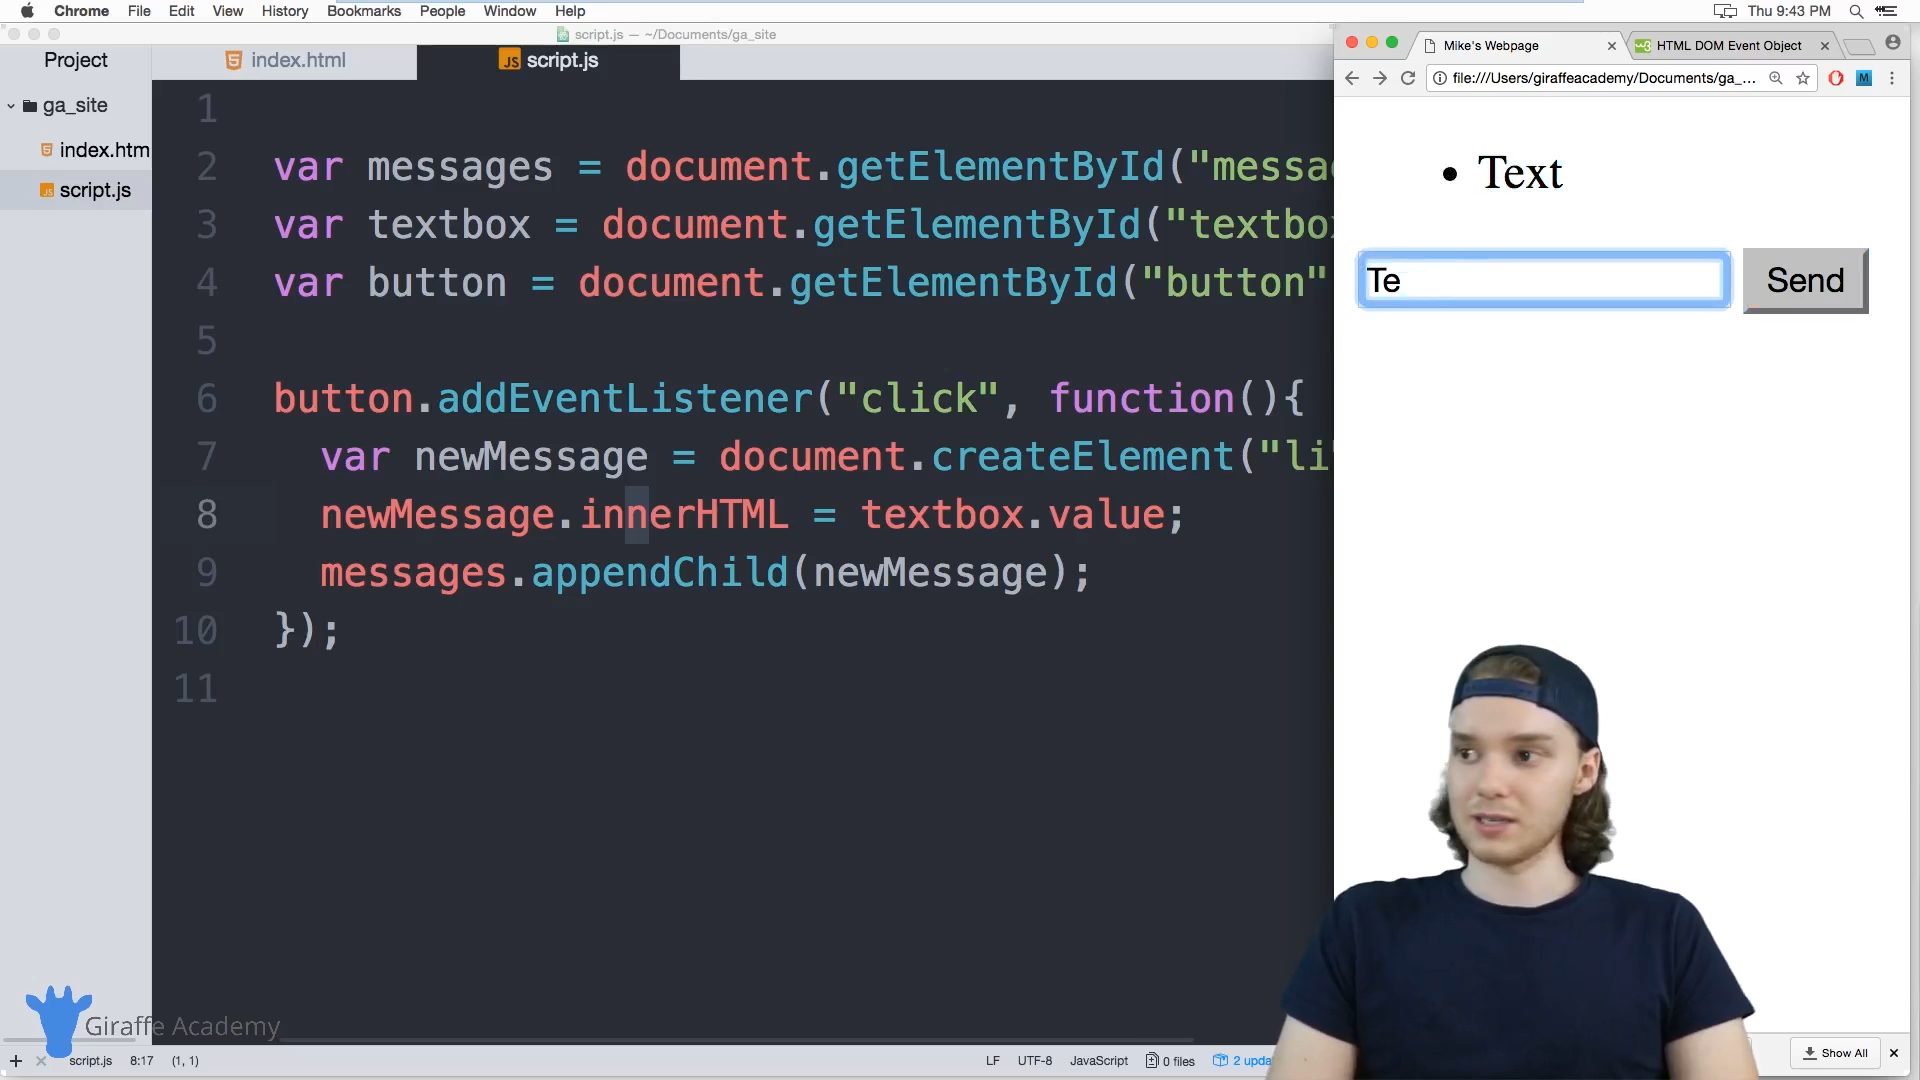 Chrome File Edit View History Bookmarks People Window Help
Thu 9:43 PM
script.js — ~/Documents/ga_site
Project
index.html
script.js
ga_site
index.htm
script.js
1
2 var messages = document.getElementById("messa
3 var textbox = document.getElementById("textbo
4 var button = document.getElementById("button"
5
6 button.addEventListener("click", function(){
7 var newMessage = document.createElement("li
8 newMessage.innerHTML = textbox.value;
9 messages.appendChild(newMessage);
10 });
11
Mike's Webpage
HTML DOM Event Object
file:///Users/giraffeacademy/Documents/ga_...
• Text
Te
Send
Giraffe Academy
script.js 8:17 (1, 1)
LF UTF-8 JavaScript 0 files 2 upda
Show All